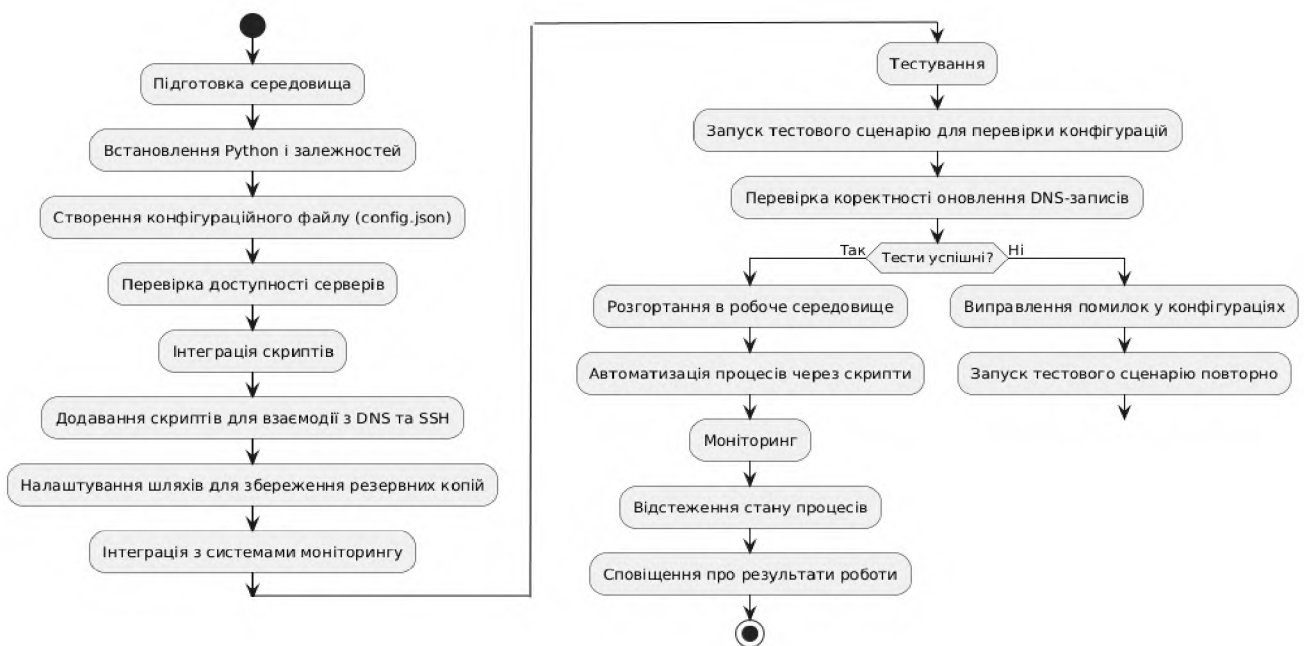 Підготовка середовища
Встановлення Python і залежностей
Створення конфігураційного файлу (config.json)
Перевірка доступності серверів
Інтеграція скриптів
Додавання скриптів для взаємодії з DNS та SSH
Налаштування шляхів для збереження резервних копій
Інтеграція з системами моніторингу
Тестування
Запуск тестового сценарію для перевірки конфігурацій
Перевірка коректності оновлення DNS-записів
Так
Тести успішні?
Ні
Розгортання в робоче середовище
Автоматизація процесів через скрипти
Моніторинг
Відстеження стану процесів
Сповіщення про результати роботи
Виправлення помилок у конфігураціях
Запуск тестового сценарію повторно